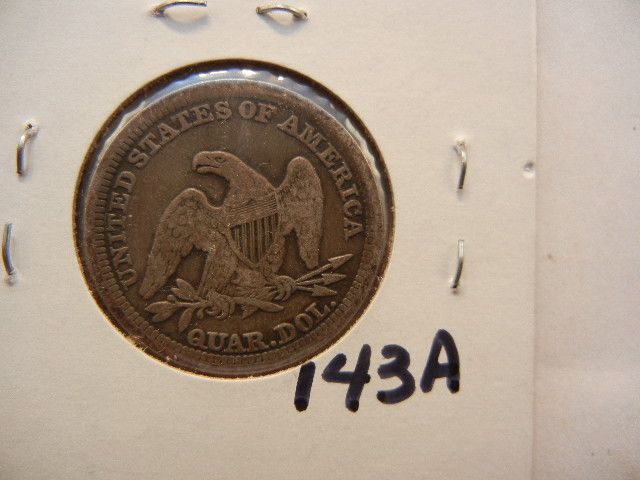 UNITED STATES OF AMERICA
QUAR. DOL.
143A